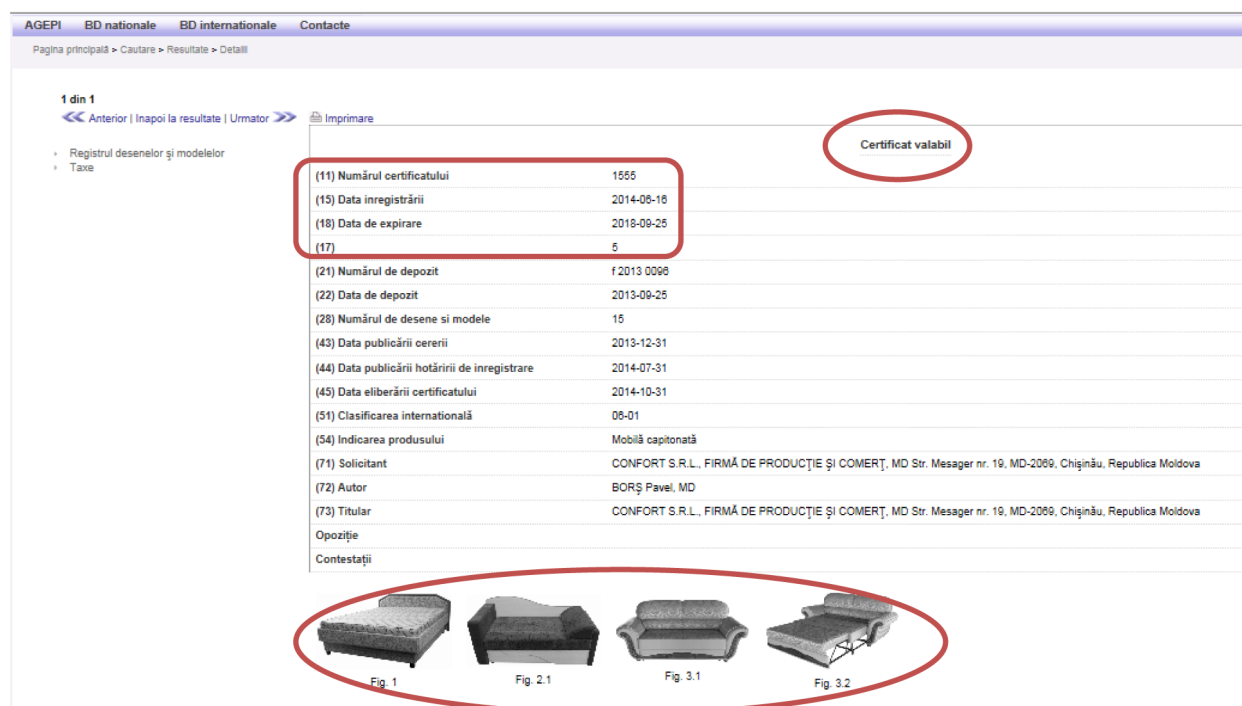 AGEPI BD nationale BD internationale Contacte
Pagina principală > Cautare > Resultate > Detalii
1 din 1
Anterior | Inapoi la resultate | Urmator
Imprimare
Registrul desenelor și modelelor
Taxe
Certificat valabil
(11) Numărul certificatului 1555
(15) Data inregistrării 2014-06-16
(18) Data de expirare 2018-09-25
(17) 5
(21) Numărul de depozit f 2013 0096
(22) Data de depozit 2013-09-25
(28) Numărul de desene si modele 15
(43) Data publicării cererii 2013-12-31
(44) Data publicării hotăririi de inregistrare 2014-07-31
(45) Data eliberării certificatului 2014-10-31
(51) Clasificarea internatională 06-01
(54) Indicarea produsului Mobilă capitonată
(71) Solicitant CONFORT S.R.L., FIRMĂ DE PRODUCŢIE ŞI COMERŢ, MD Str. Mesager nr. 19, MD-2069, Chişinău, Republica Moldova
(72) Autor BORŞ Pavel, MD
(73) Titular CONFORT S.R.L., FIRMĂ DE PRODUCŢIE ŞI COMERŢ, MD Str. Mesager nr. 19, MD-2069, Chişinău, Republica Moldova
Opoziție
Contestații
Fig. 1 Fig. 2.1 Fig. 3.1 Fig. 3.2